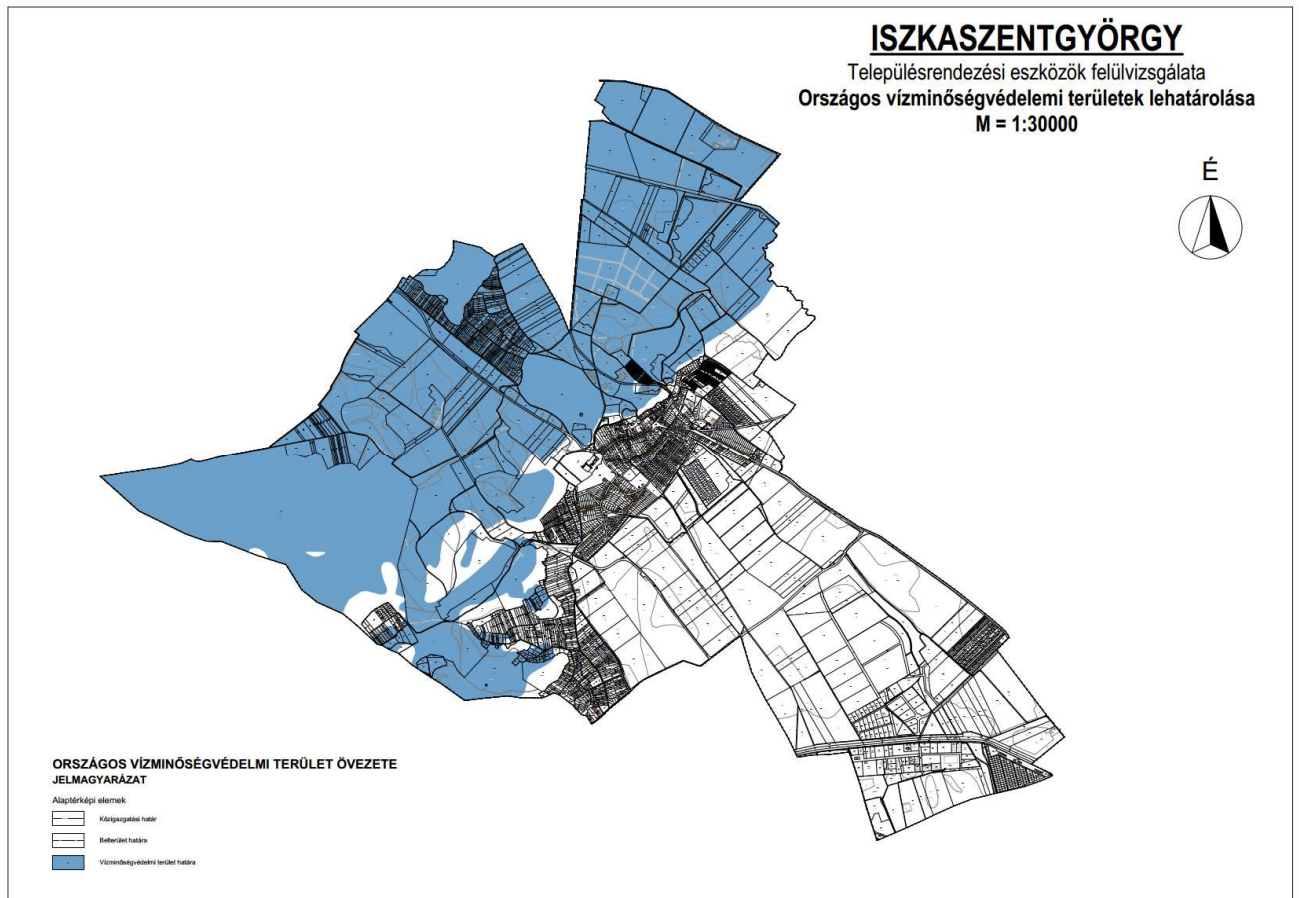 ISZKASZENTGYÖRGY
Településrendezési eszközök felülvizsgálata
Országos vízminőségvédelemi területek lehatárolása
M = 1:30000
É
ORSZÁGOS VÍZMINŐSÉGVÉDELMI TERÜLET ÖVEZETE
JELMAGYARÁZAT
Alaptérképi elemek
Közigazgatási határ
Belterület határa
Vízminőségvédelmi terület határa